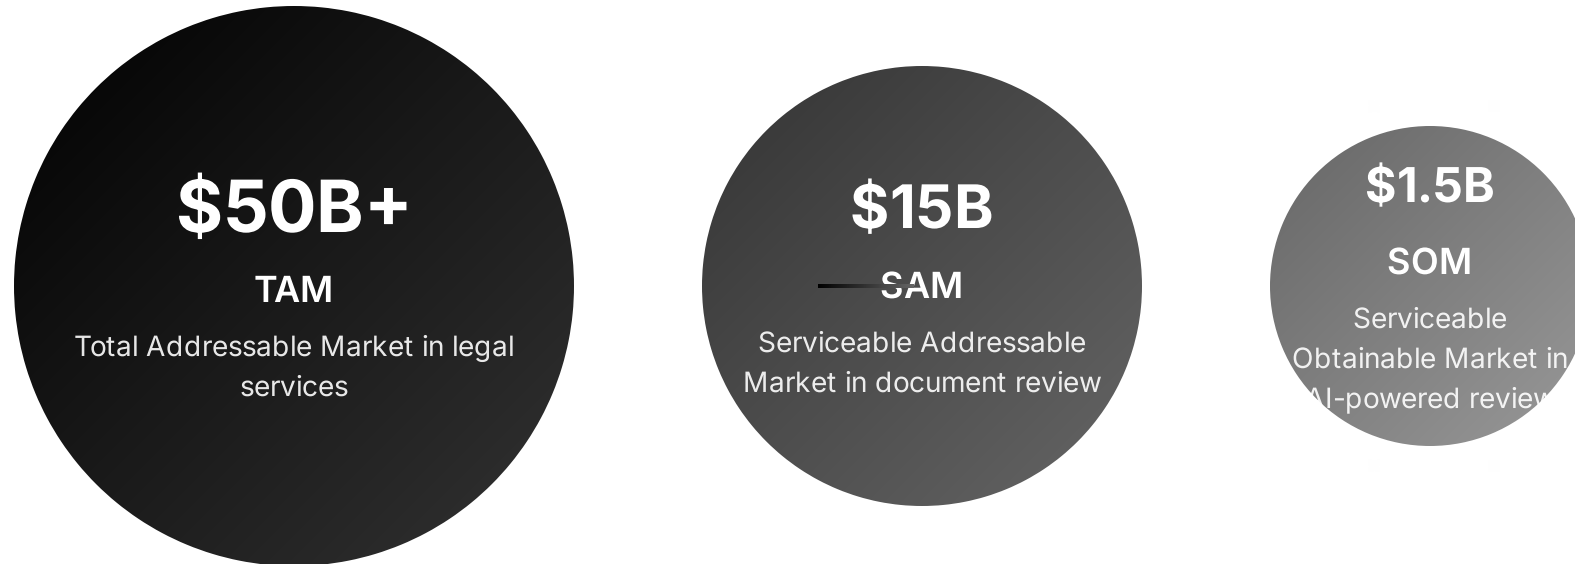 $50B+
TAM
Total Addressable Market in legal
services
$15B
SAM
Serviceable Addressable
Market in document review
$1.5B
SOM
Serviceable
Obtainable Market in
AI-powered review